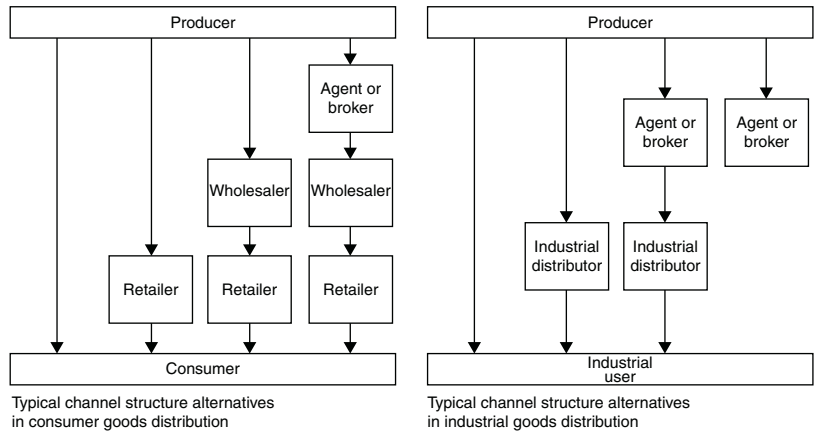 Producer
Agent or
broker
Wholesaler
Wholesaler
Retailer
Retailer
Retailer
Consumer
Typical channel structure alternatives
in consumer goods distribution
Producer
Agent or
broker
Agent or
broker
Industrial
distributor
Industrial
distributor
Industrial
user
Typical channel structure alternatives
in industrial goods distribution